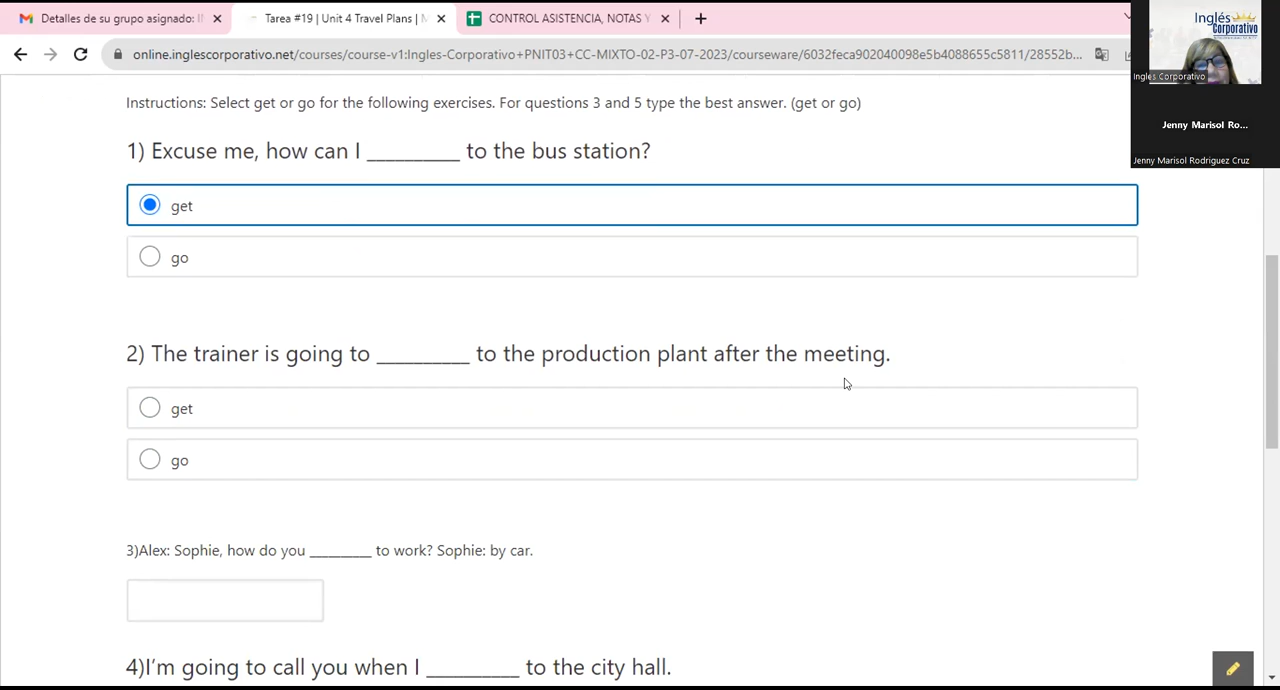 Detalles de su grupo asignado: I
Tarea #19 | Unit 4 Travel Plans |
CONTROL ASISTENCIA, NOTAS Y
online.inglescorporativo.net/courses/course-v1:Ingles-Corporativo+PNIT03+CC-MIXTO-02-P3-07-2023/courseware/6032feca902040098e5b4088655c5811/28552b...
Inglés
Corporativo
Ingles Corporativo
Jenny Marisol Ro...
Jenny Marisol Rodriguez Cruz
Instructions: Select get or go for the following exercises. For questions 3 and 5 type the best answer. (get or go)
1) Excuse me, how can I __________ to the bus station?
get
go
2) The trainer is going to __________ to the production plant after the meeting.
get
go
3)Alex: Sophie, how do you _________ to work? Sophie: by car.
4)I'm going to call you when I __________ to the city hall.